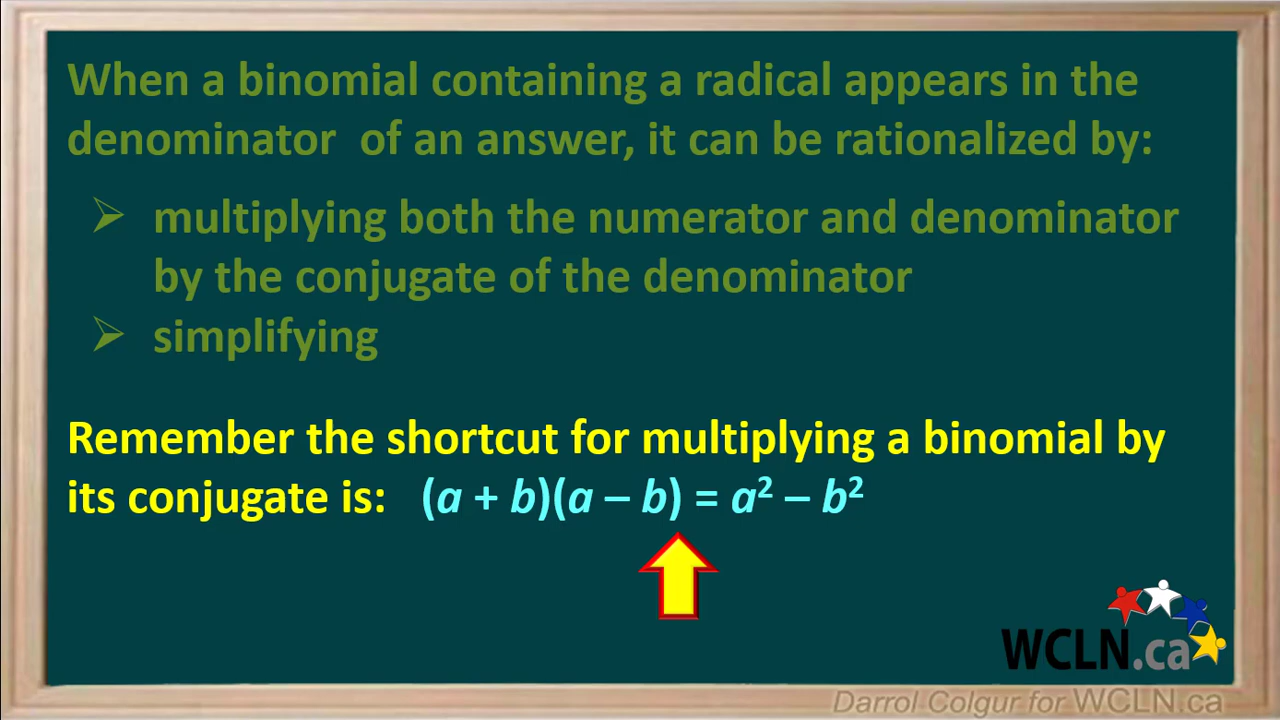 When a binomial containing a radical appears in the
denominator of an answer, it can be rationalized by:
➢ multiplying both the numerator and denominator
by the conjugate of the denominator
➢ simplifying
Remember the shortcut for multiplying a binomial by
its conjugate is: (a + b)(a – b) = a² – b²
WCLN.ca
Darrol Colgur for WCLN.ca